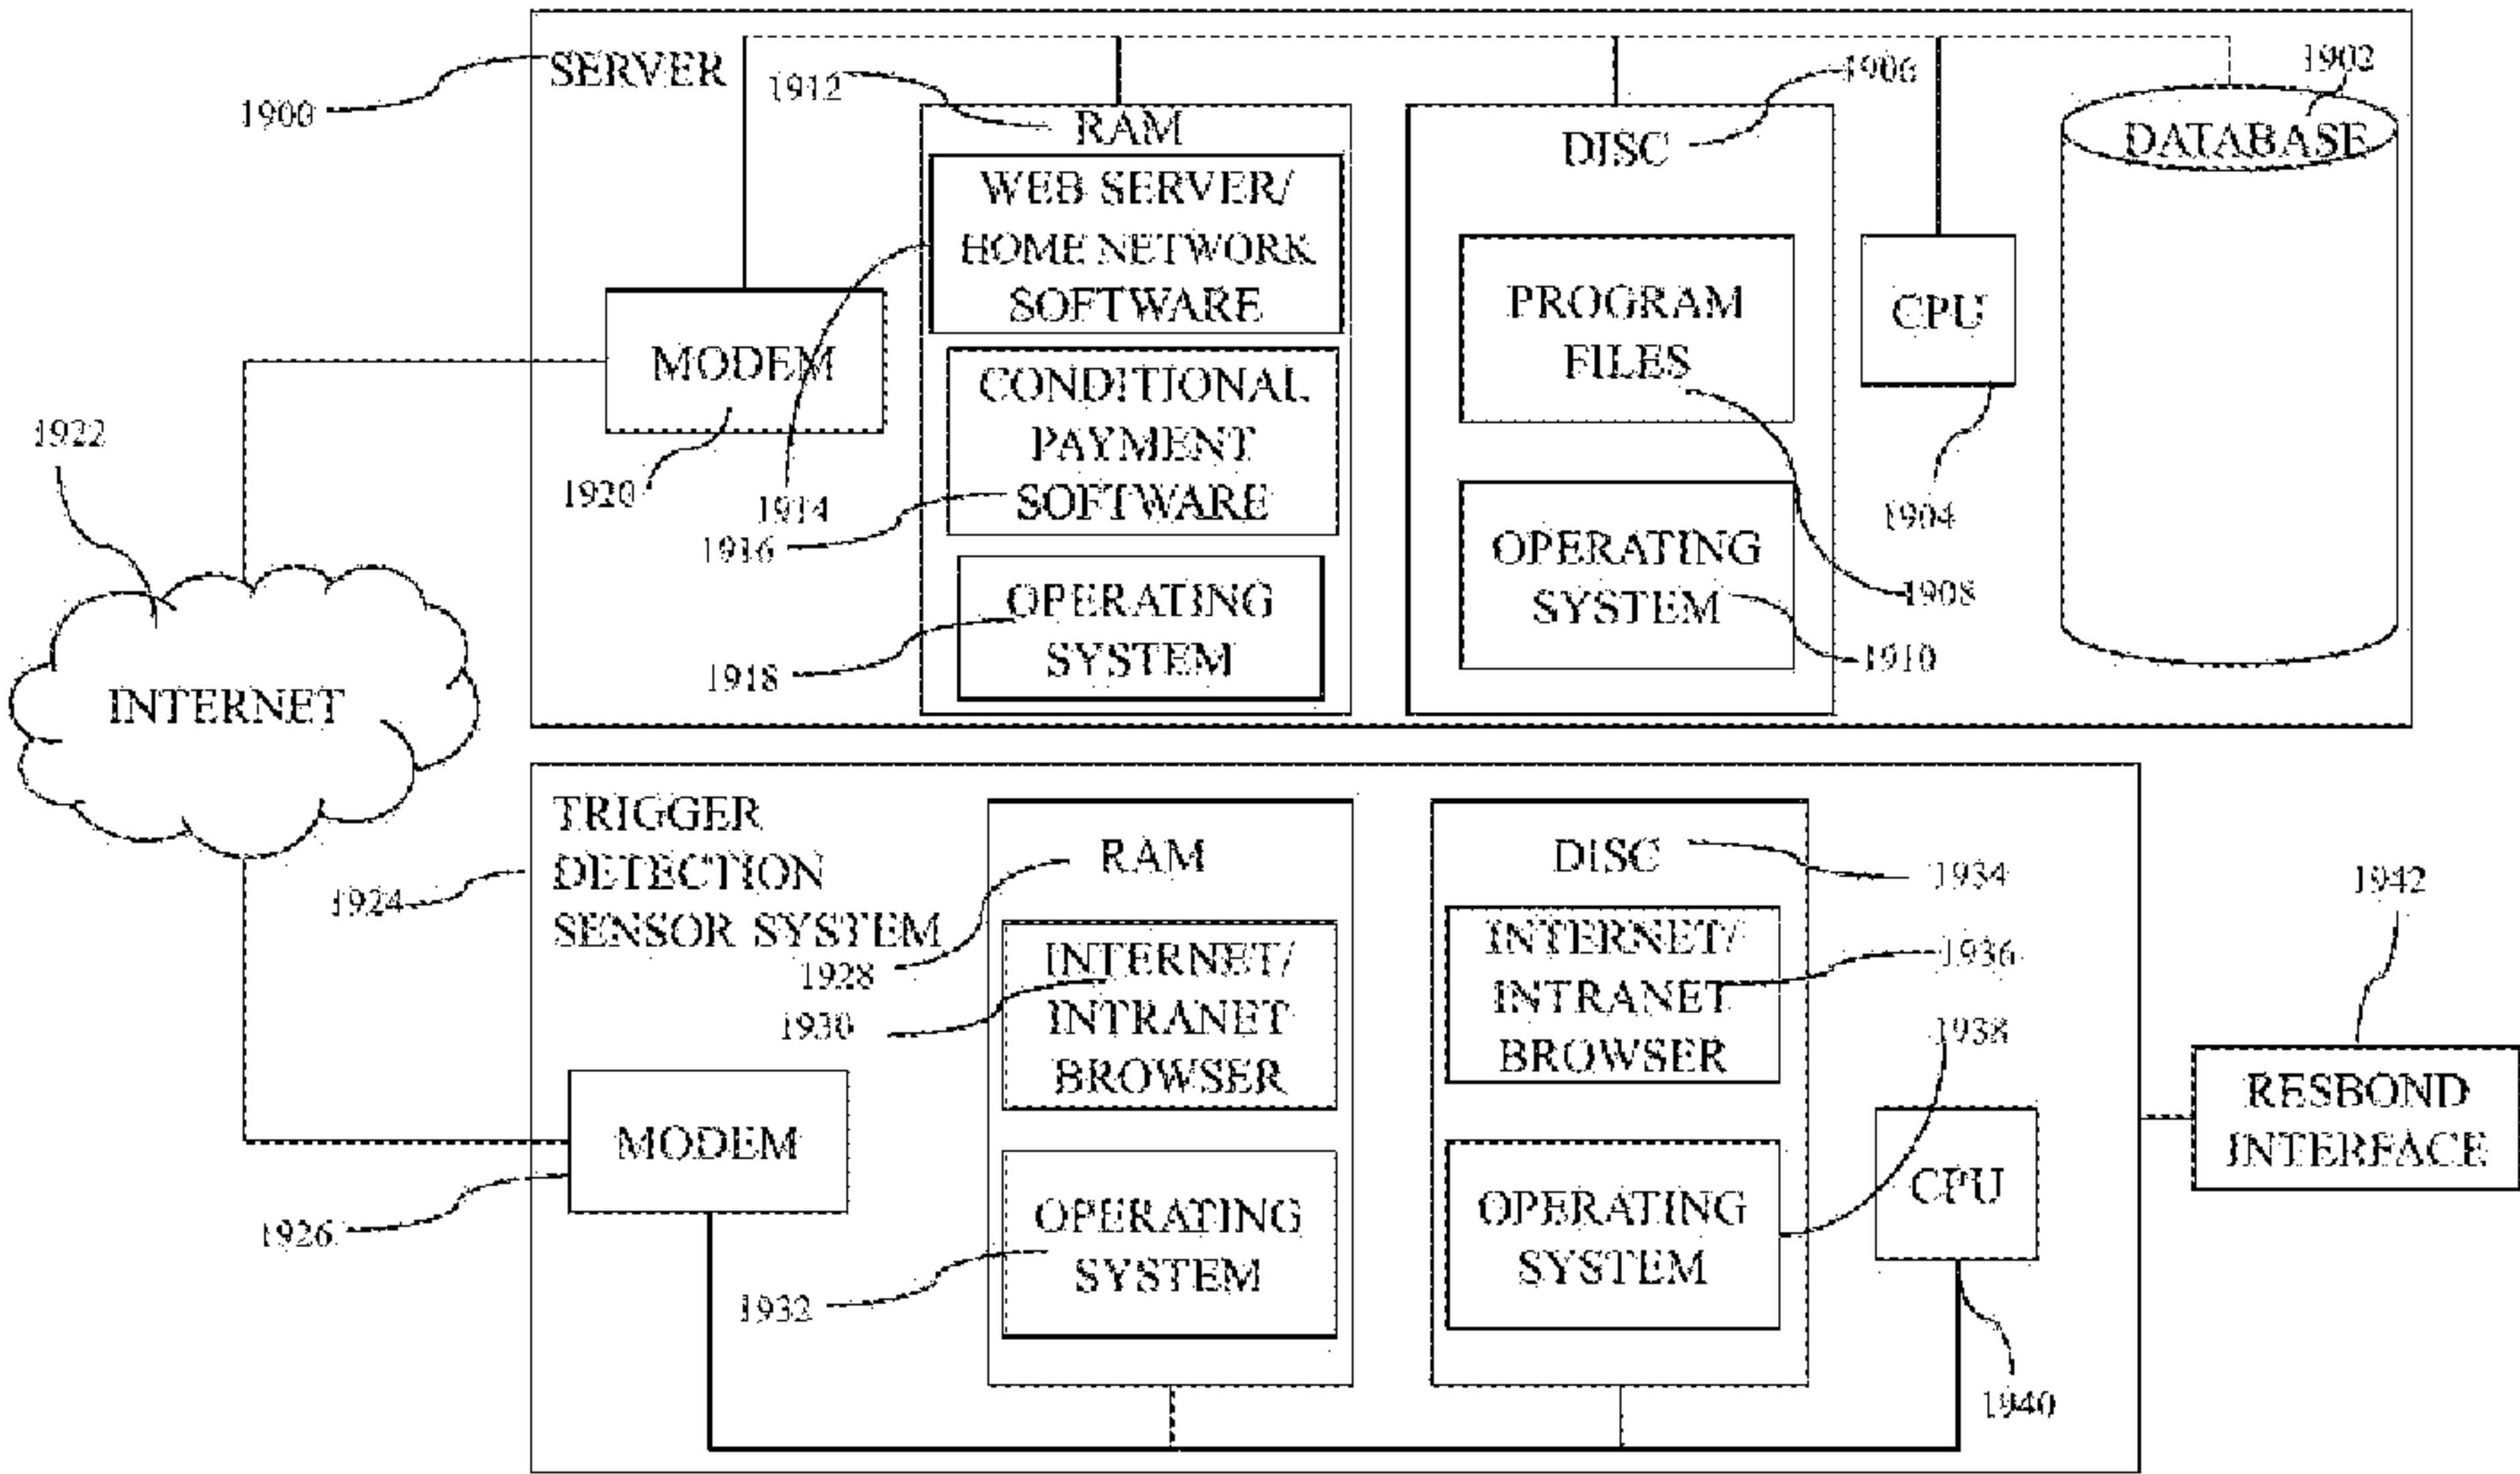 SERVER
1900
1912
1906
1902
RAM
DISC
DATABASE
WEB SERVER/
HOME NETWORK
SOFTWARE
PROGRAM
FILES
CPU
MODEM
CONDITIONAL
PAYMENT
SOFTWARE
1922
1920
1914
1916
1904
OPERATING
SYSTEM
1908
OPERATING
SYSTEM
1910
1918
INTERNET
TRIGGER
DETECTION
SENSOR SYSTEM
1924
RAM
DISC
1934
1942
1928
1930
INTERNET/
INTRANET
BROWSER
INTERNET/
INTRANET
BROWSER
1936
1938
RESBOND
INTERFACE
MODEM
CPU
1926
OPERATING
SYSTEM
OPERATING
SYSTEM
1932
1940